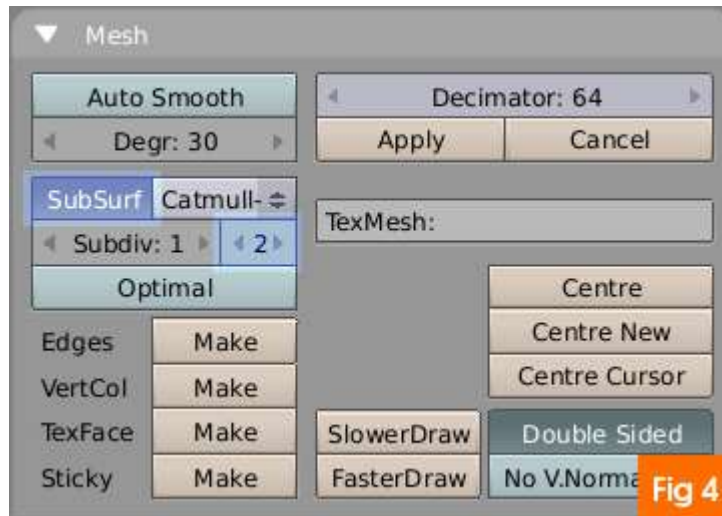 Mesh
Auto Smooth
Degr: 30
Decimator: 64
Apply Cancel
SubSurf Catmull-
Subdiv: 1 2
TexMesh:
Optimal
Centre
Edges Make
Centre New
VertCol Make
Centre Cursor
TexFace Make
SlowerDraw Double Sided
Sticky Make
FasterDraw No V.Norma
Fig 4